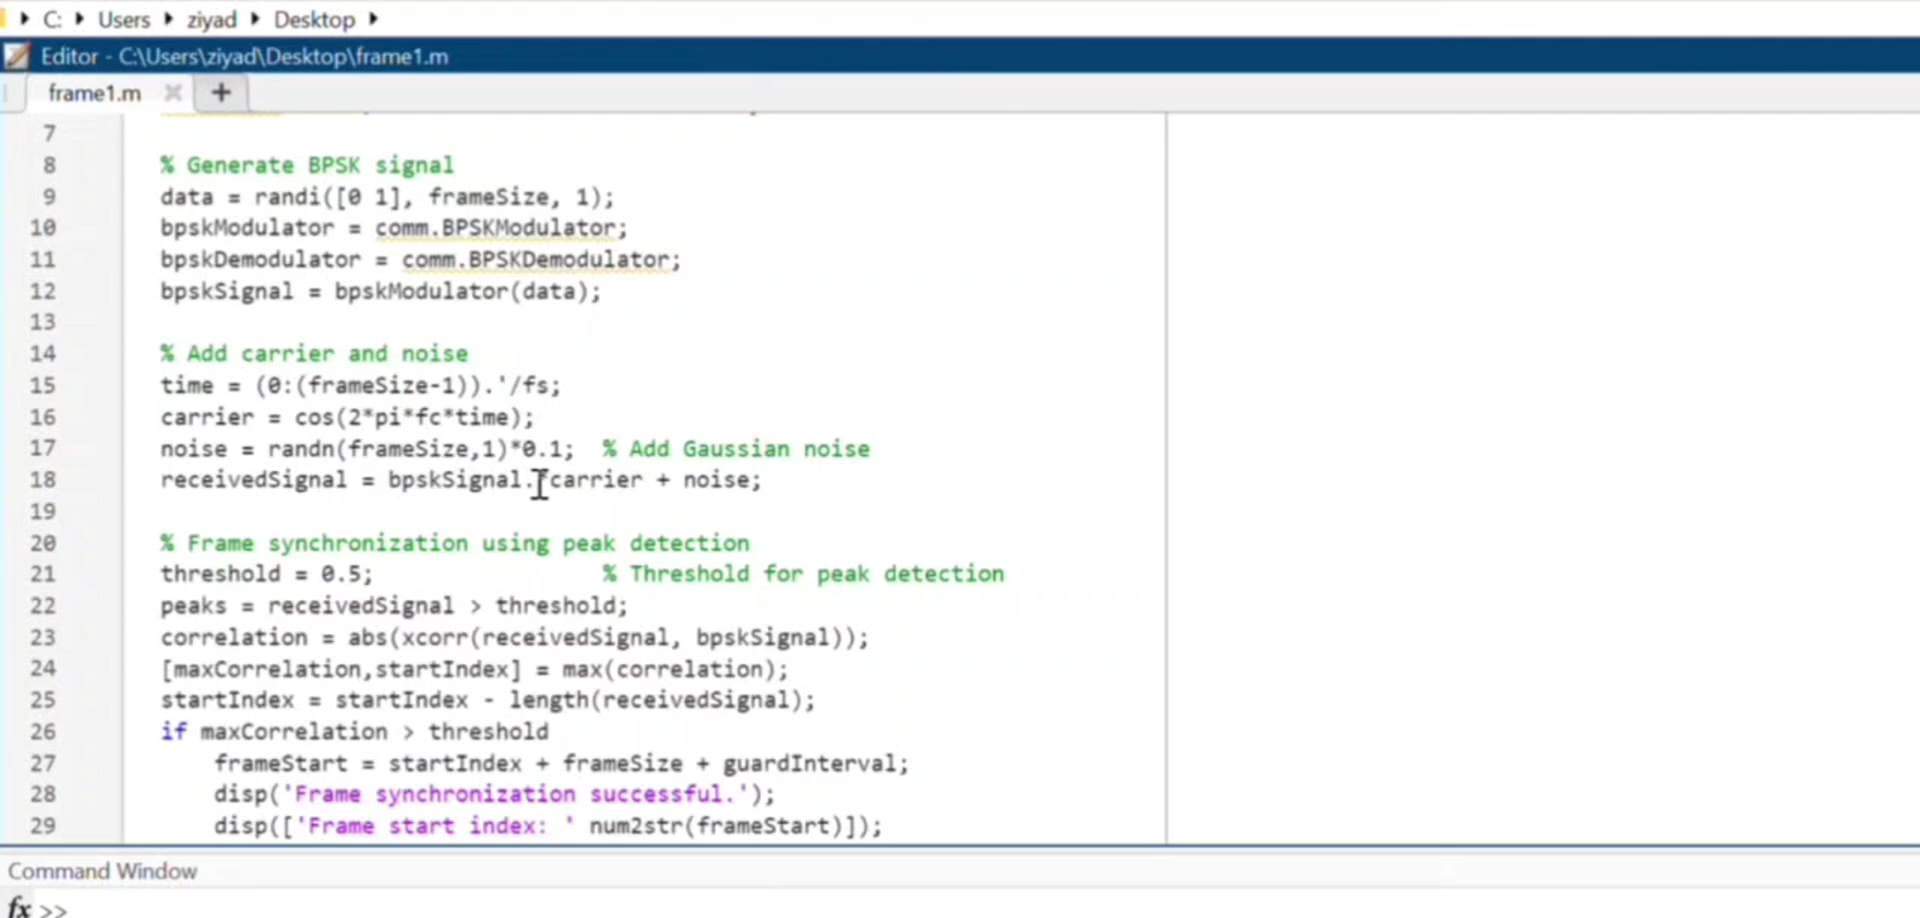 C: Users ziyad Desktop
Editor - C:\Users\ziyad\Desktop\frame1.m
frame1.m
7
8 % Generate BPSK signal
9 data = randi([0 1], frameSize, 1);
10 bpskModulator = comm.BPSKModulator;
11 bpskDemodulator = comm.BPSKDemodulator;
12 bpskSignal = bpskModulator(data);
13
14 % Add carrier and noise
15 time = (0:(frameSize-1)).'/fs;
16 carrier = cos(2*pi*fc*time);
17 noise = randn(frameSize,1)*0.1; % Add Gaussian noise
18 receivedSignal = bpskSignal.*carrier + noise;
19
20 % Frame synchronization using peak detection
21 threshold = 0.5; % Threshold for peak detection
22 peaks = receivedSignal > threshold;
23 correlation = abs(xcorr(receivedSignal, bpskSignal));
24 [maxCorrelation,startIndex] = max(correlation);
25 startIndex = startIndex - length(receivedSignal);
26 if maxCorrelation > threshold
27 frameStart = startIndex + frameSize + guardInterval;
28 disp('Frame synchronization successful.');
29 disp(['Frame start index: ' num2str(frameStart)]);
Command Window
fx >>